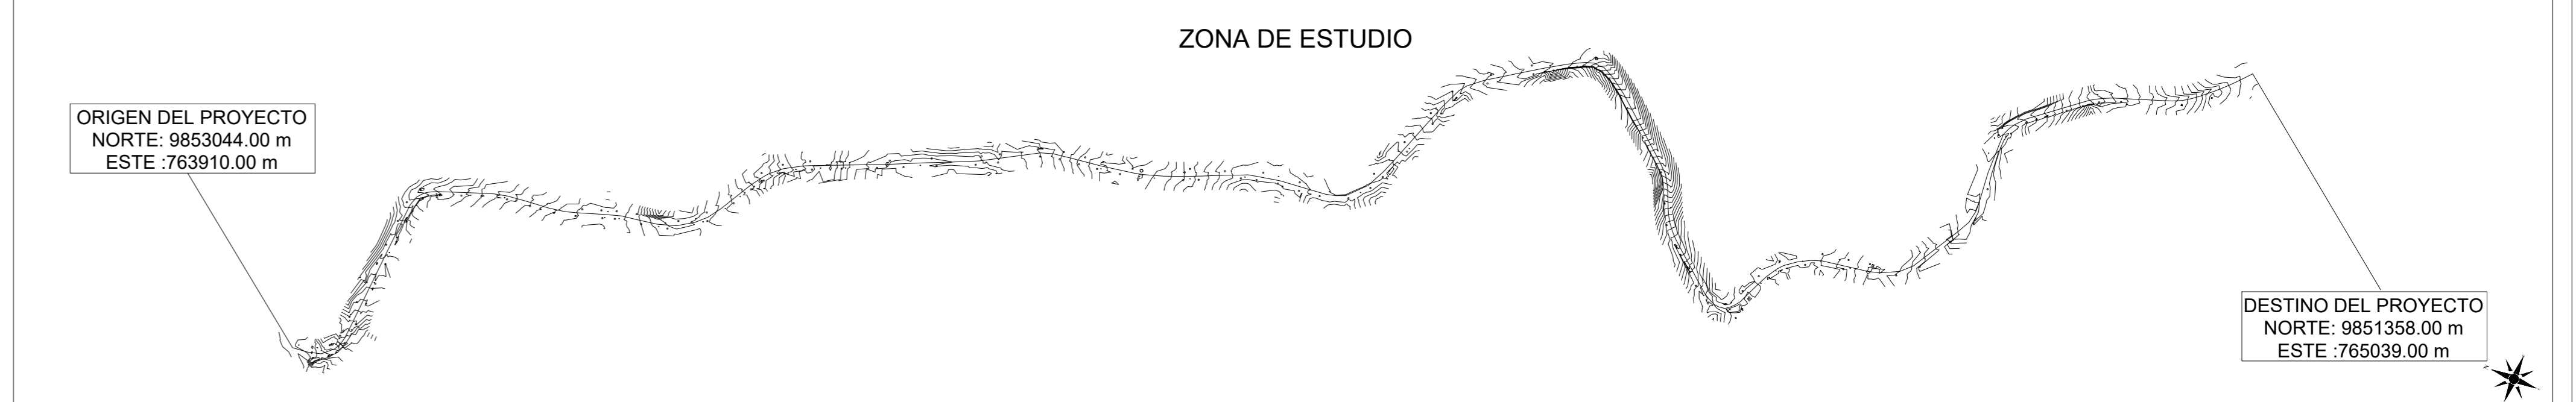 ZONA DE ESTUDIO
ORIGEN DEL PROYECTO
NORTE: 9853044.00 m
ESTE :763910.00 m
DESTINO DEL PROYECTO
NORTE: 9851358.00 m
ESTE :765039.00 m